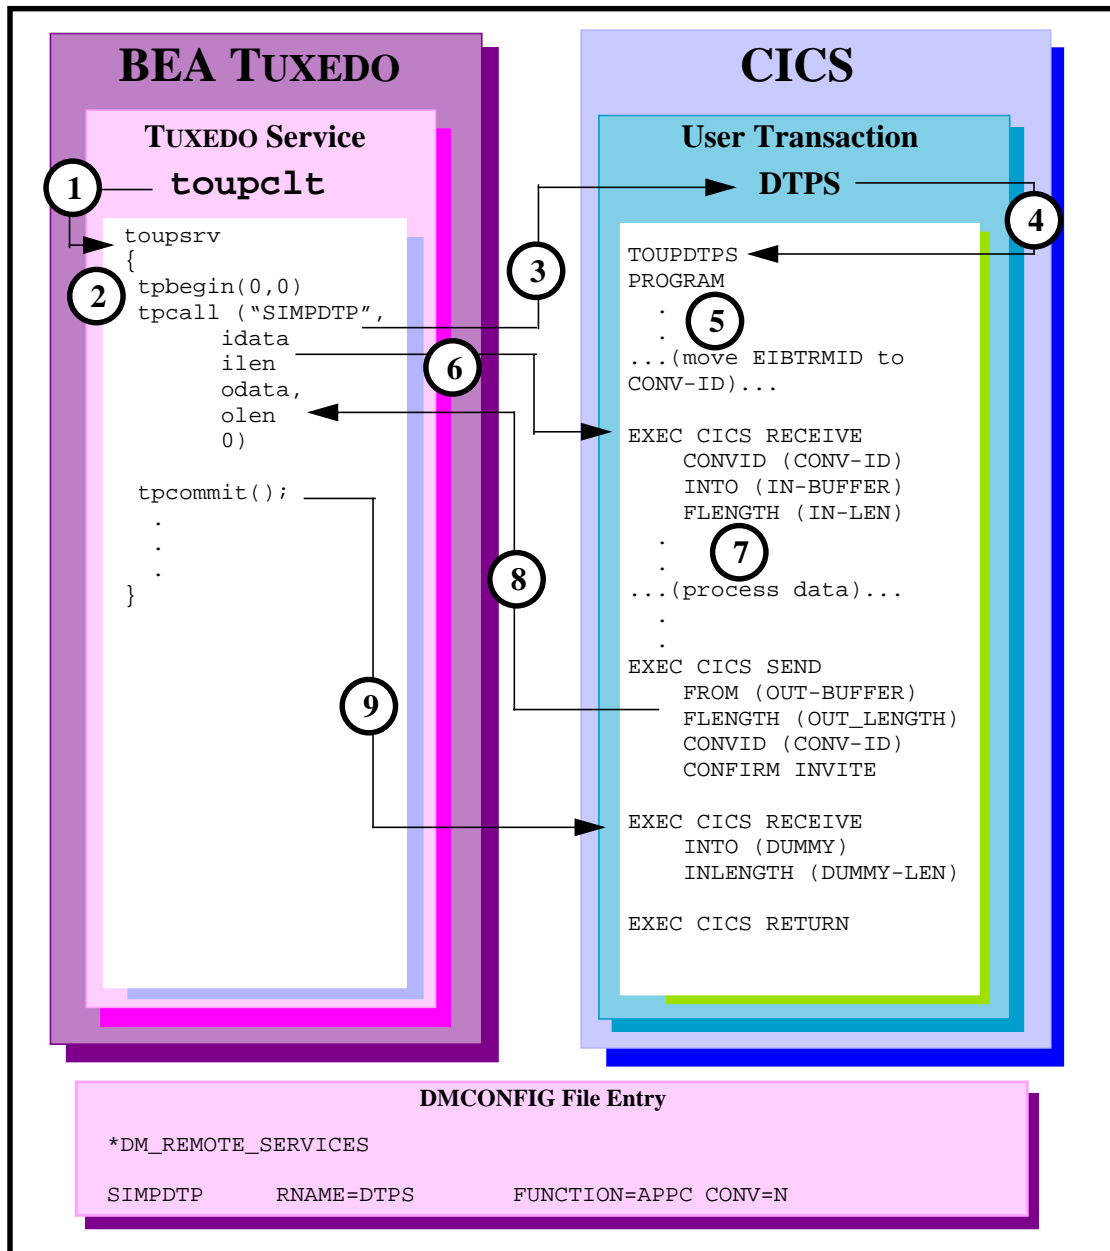 BEA TUXEDO
TUXEDO Service
toupclt
1
toupsrv
{
2
tpbegin(0,0)
tpcall (“SIMPDTP”,
idata
ilen
odata,
olen
0)
tpcommit();
.
.
.
}
3
6
8
9
CICS
User Transaction
DTPS
4
TOUPDTPS
PROGRAM
.
5
.
...(move EIBTRMID to
CONV-ID)...
EXEC CICS RECEIVE
CONVID (CONV-ID)
INTO (IN-BUFFER)
FLENGTH (IN-LEN)
.
7
.
...(process data)...
.
.
EXEC CICS SEND
FROM (OUT-BUFFER)
FLENGTH (OUT_LENGTH)
CONVID (CONV-ID)
CONFIRM INVITE
EXEC CICS RECEIVE
INTO (DUMMY)
INLENGTH (DUMMY-LEN)
EXEC CICS RETURN
DMCONFIG File Entry
*DM_REMOTE_SERVICES
SIMPDTP RNAME=DTPS FUNCTION=APPC CONV=N